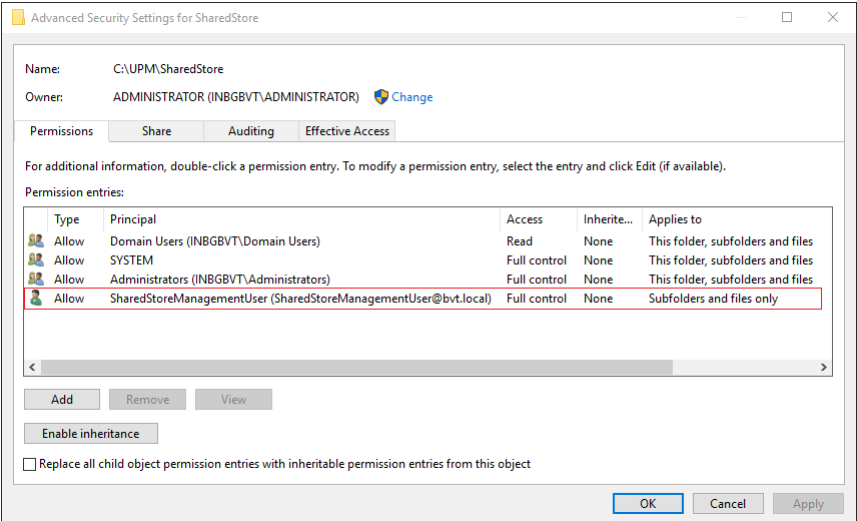 Advanced Security Settings for SharedStore
Name: C:\UPM\SharedStore
Owner: ADMINISTRATOR (INBGBVT\ADMINISTRATOR) Change
Permissions Share Auditing Effective Access
For additional information, double-click a permission entry. To modify a permission entry, select the entry and click Edit (if available).
Permission entries:
Type Principal Access Inherite... Applies to
Allow Domain Users (INBGBVT\Domain Users) Read None This folder, subfolders and files
Allow SYSTEM Full control None This folder, subfolders and files
Allow Administrators (INBGBVT\Administrators) Full control None This folder, subfolders and files
Allow SharedStoreManagementUser (SharedStoreManagementUser@bvt.local) Full control None Subfolders and files only
Add Remove View
Enable inheritance
Replace all child object permission entries with inheritable permission entries from this object
OK Cancel Apply